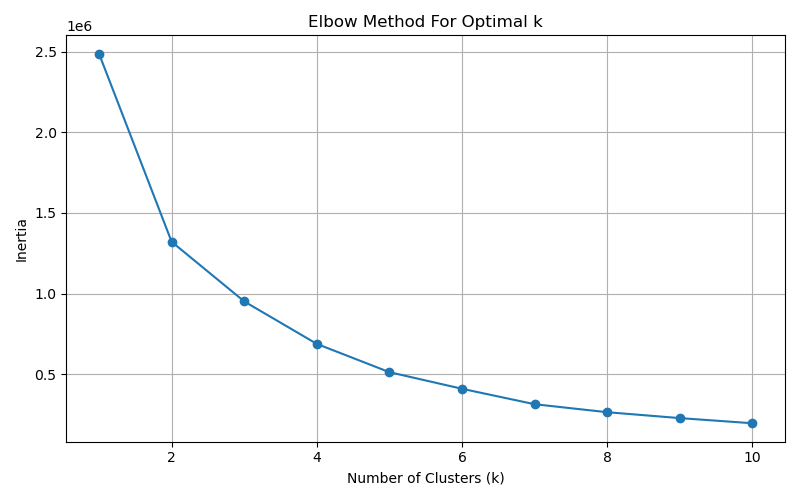 Elbow Method For Optimal k
1e6
2.5
2.0
1.5
1.0
0.5
Inertia
2 4 6 8 10
Number of Clusters (k)